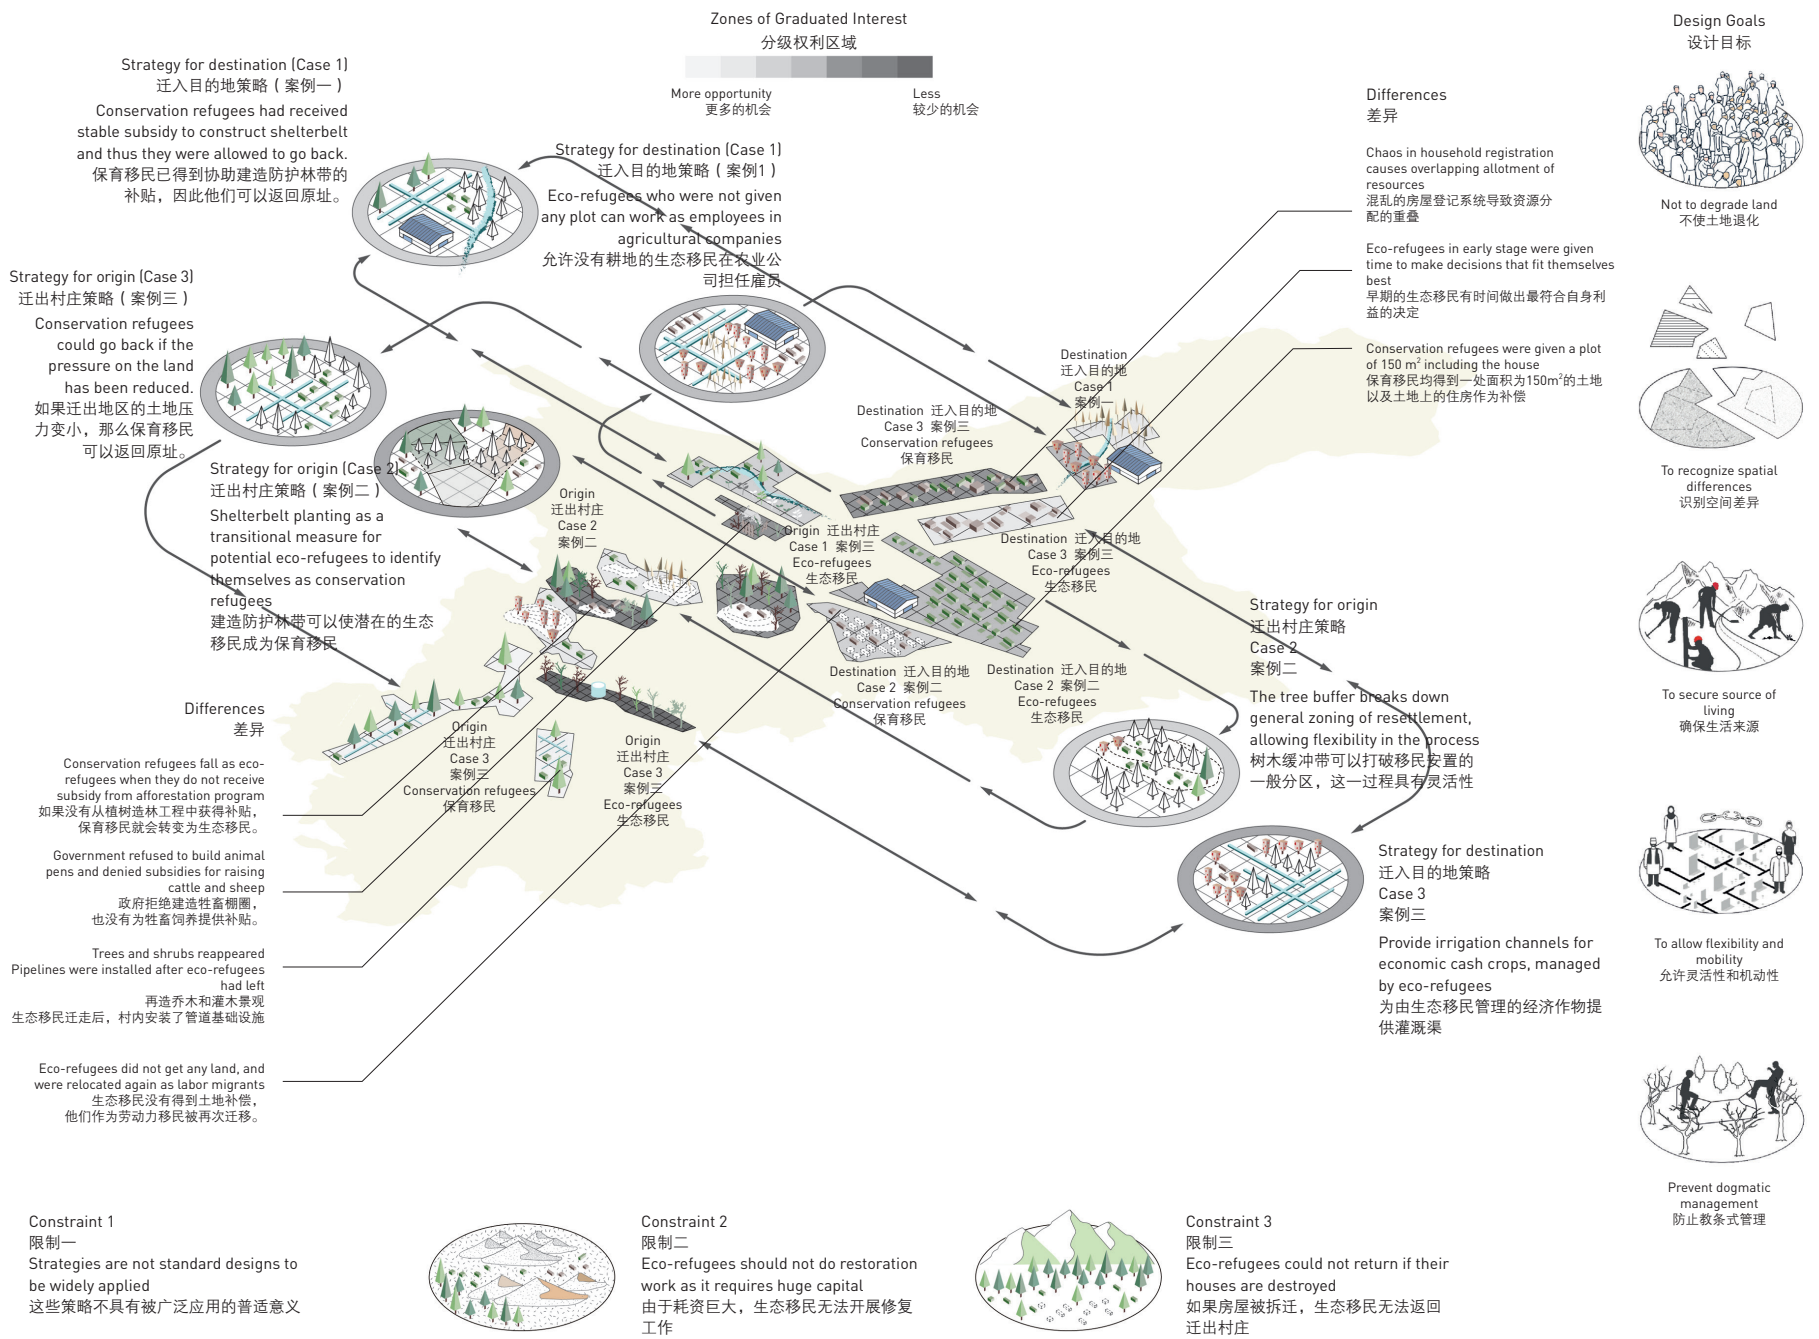 Zones of Graduated Interest
分级权利区域
More opportunity
更多的机会
Less
较少的机会
Strategy for destination (Case 1)
迁入目的地策略（案例一）
Conservation refugees had received
stable subsidy to construct shelterbelt
and thus they were allowed to go back.
保育移民已得到协助建造防护林带的
补贴，因此他们可以返回原址。
Strategy for destination (Case 1)
迁入目的地策略（案例1）
Eco-refugees who were not given
any plot can work as employees in
agricultural companies
允许没有耕地的生态移民在农业公
司担任雇员
Strategy for origin (Case 3)
迁出村庄策略（案例三）
Conservation refugees
could go back if the
pressure on the land
has been reduced.
如果迁出地区的土地压
力变小，那么保育移民
可以返回原址。
Strategy for origin (Case 2)
迁出村庄策略（案例二）
Shelterbelt planting as a
transitional measure for
potential eco-refugees to identify
themselves as conservation
refugees
建造防护林带可以使潜在的生态
移民成为保育移民
Origin
迁出村庄
Case 2
案例二
Origin 迁出村庄
Case 1 案例三
Eco-refugees
生态移民
Destination 迁入目的地
Case 3 案例三
Conservation refugees
保育移民
Destination
迁入目的地
Case 1
案例一
Destination 迁入目的地
Case 3 案例三
Eco-refugees
生态移民
Destination 迁入目的地
Case 2 案例二
Conservation refugees
保育移民
Destination 迁入目的地
Case 2 案例二
Eco-refugees
生态移民
Origin
迁出村庄
Case 3
案例三
Conservation refugees
保育移民
Origin
迁出村庄
Case 3
案例三
Eco-refugees
生态移民
Differences
差异
Chaos in household registration
causes overlapping allotment of
resources
混乱的房屋登记系统导致资源分
配的重叠
Eco-refugees in early stage were given
time to make decisions that fit themselves
best
早期的生态移民有时间做出最符合自身利
益的决定
Conservation refugees were given a plot
of 150 m² including the house
保育移民均得到一处面积为150m²的土地
以及土地上的住房作为补偿
Strategy for origin
迁出村庄策略
Case 2
案例二
The tree buffer breaks down
general zoning of resettlement,
allowing flexibility in the process
树木缓冲带可以打破移民安置的
一般分区，这一过程具有灵活性
Strategy for destination
迁入目的地策略
Case 3
案例三
Provide irrigation channels for
economic cash crops, managed
by eco-refugees
为由生态移民管理的经济作物提
供灌溉渠
Differences
差异
Conservation refugees fall as eco-
refugees when they do not receive
subsidy from afforestation program
如果没有从植树造林工程中获得补贴，
保育移民就会转变为生态移民。
Government refused to build animal
pens and denied subsidies for raising
cattle and sheep
政府拒绝建造牲畜棚圈，
也没有为牲畜饲养提供补贴。
Trees and shrubs reappeared
Pipelines were installed after eco-refugees
had left
再造乔木和灌木景观
生态移民迁走后，村内安装了管道基础设施
Eco-refugees did not get any land, and
were relocated again as labor migrants
生态移民没有得到土地补偿，
他们作为劳动力移民被再次迁移。
Design Goals
设计目标
Not to degrade land
不使土地退化
To recognize spatial
differences
识别空间差异
To secure source of
living
确保生活来源
To allow flexibility and
mobility
允许灵活性和机动性
Prevent dogmatic
management
防止教条式管理
Constraint 1
限制一
Strategies are not standard designs to
be widely applied
这些策略不具有被广泛应用的普适意义
Constraint 2
限制二
Eco-refugees should not do restoration
work as it requires huge capital
由于耗资巨大，生态移民无法开展修复
工作
Constraint 3
限制三
Eco-refugees could not return if their
houses are destroyed
如果房屋被拆迁，生态移民无法返回
迁出村庄